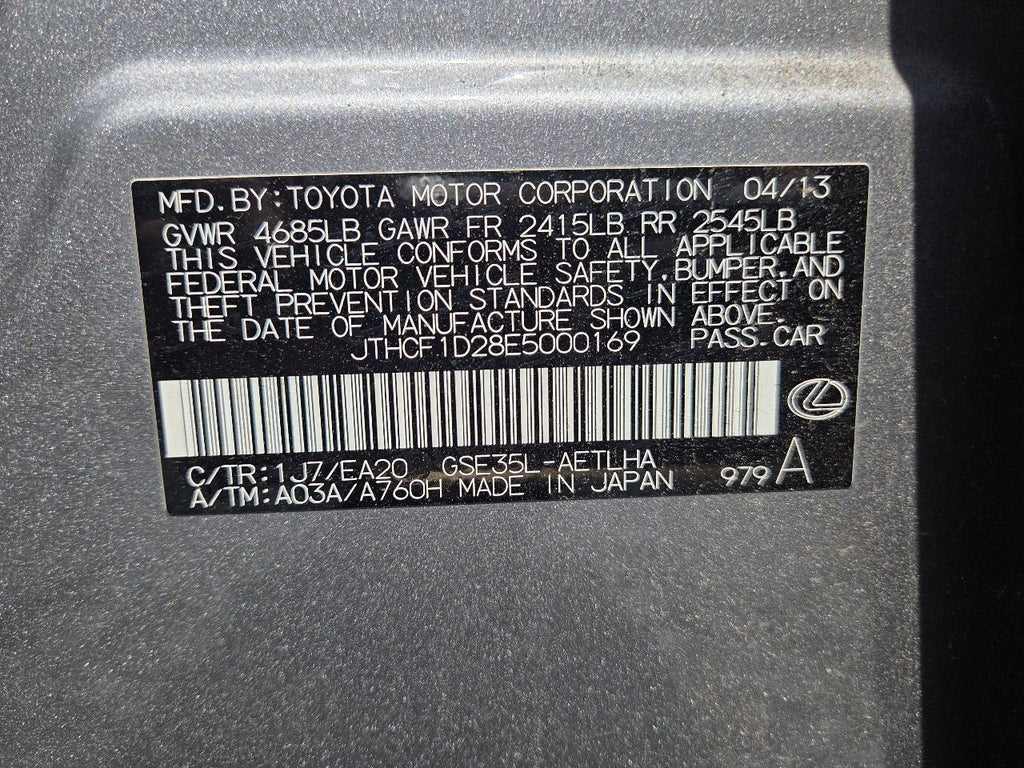 MFD. BY: TOYOTA MOTOR CORPORATION 04/13
GVWR 4685LB GAWR FR 2415LB RR 2545LB
THIS VEHICLE CONFORMS TO ALL APPLICABLE
FEDERAL MOTOR VEHICLE SAFETY, BUMPER, AND
THEFT PREVENTION STANDARDS IN EFFECT ON
THE DATE OF MANUFACTURE SHOWN ABOVE.
JTHCF1D28E5000169 PASS. CAR
C/TR: 1J7/EA20 GSE35L-AETLHA
A/TM: A03A/A760H MADE IN JAPAN 979 A